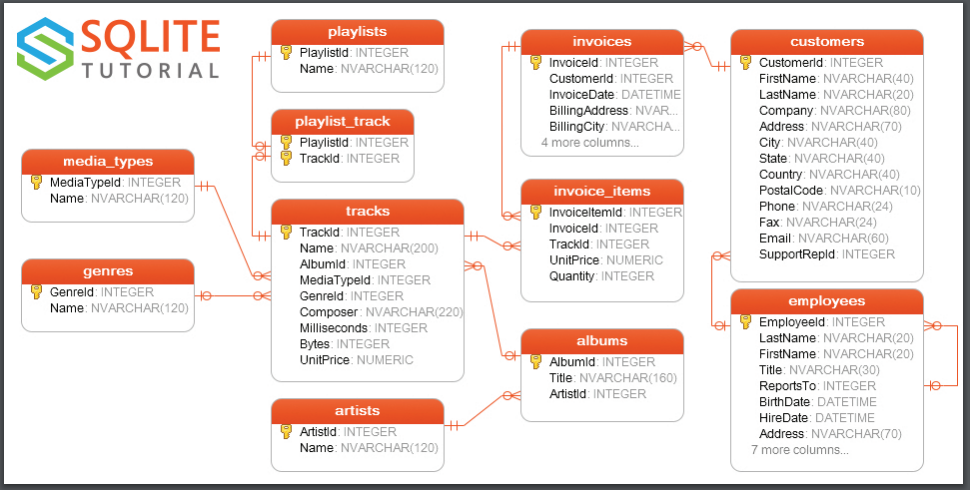 SQLITE
TUTORIAL
playlists
PlaylistId: INTEGER
Name: NVARCHAR(120)
playlist_track
PlaylistId: INTEGER
TrackId: INTEGER
media_types
MediaTypeId: INTEGER
Name: NVARCHAR(120)
genres
GenreId: INTEGER
Name: NVARCHAR(120)
tracks
TrackId: INTEGER
Name: NVARCHAR(200)
AlbumId: INTEGER
MediaTypeId: INTEGER
GenreId: INTEGER
Composer: NVARCHAR(220)
Milliseconds: INTEGER
Bytes: INTEGER
UnitPrice: NUMERIC
artists
ArtistId: INTEGER
Name: NVARCHAR(120)
invoices
InvoiceId: INTEGER
CustomerId: INTEGER
InvoiceDate: DATETIME
BillingAddress: NVAR...
BillingCity: NVARCHA...
4 more columns...
invoice_items
InvoiceItemId: INTEGER
InvoiceId: INTEGER
TrackId: INTEGER
UnitPrice: NUMERIC
Quantity: INTEGER
albums
AlbumId: INTEGER
Title: NVARCHAR(160)
ArtistId: INTEGER
customers
CustomerId: INTEGER
FirstName: NVARCHAR(40)
LastName: NVARCHAR(20)
Company: NVARCHAR(80)
Address: NVARCHAR(70)
City: NVARCHAR(40)
State: NVARCHAR(40)
Country: NVARCHAR(40)
PostalCode: NVARCHAR(10)
Phone: NVARCHAR(24)
Fax: NVARCHAR(24)
Email: NVARCHAR(60)
SupportRepId: INTEGER
employees
EmployeeId: INTEGER
LastName: NVARCHAR(20)
FirstName: NVARCHAR(20)
Title: NVARCHAR(30)
ReportsTo: INTEGER
BirthDate: DATETIME
HireDate: DATETIME
Address: NVARCHAR(70)
7 more columns...